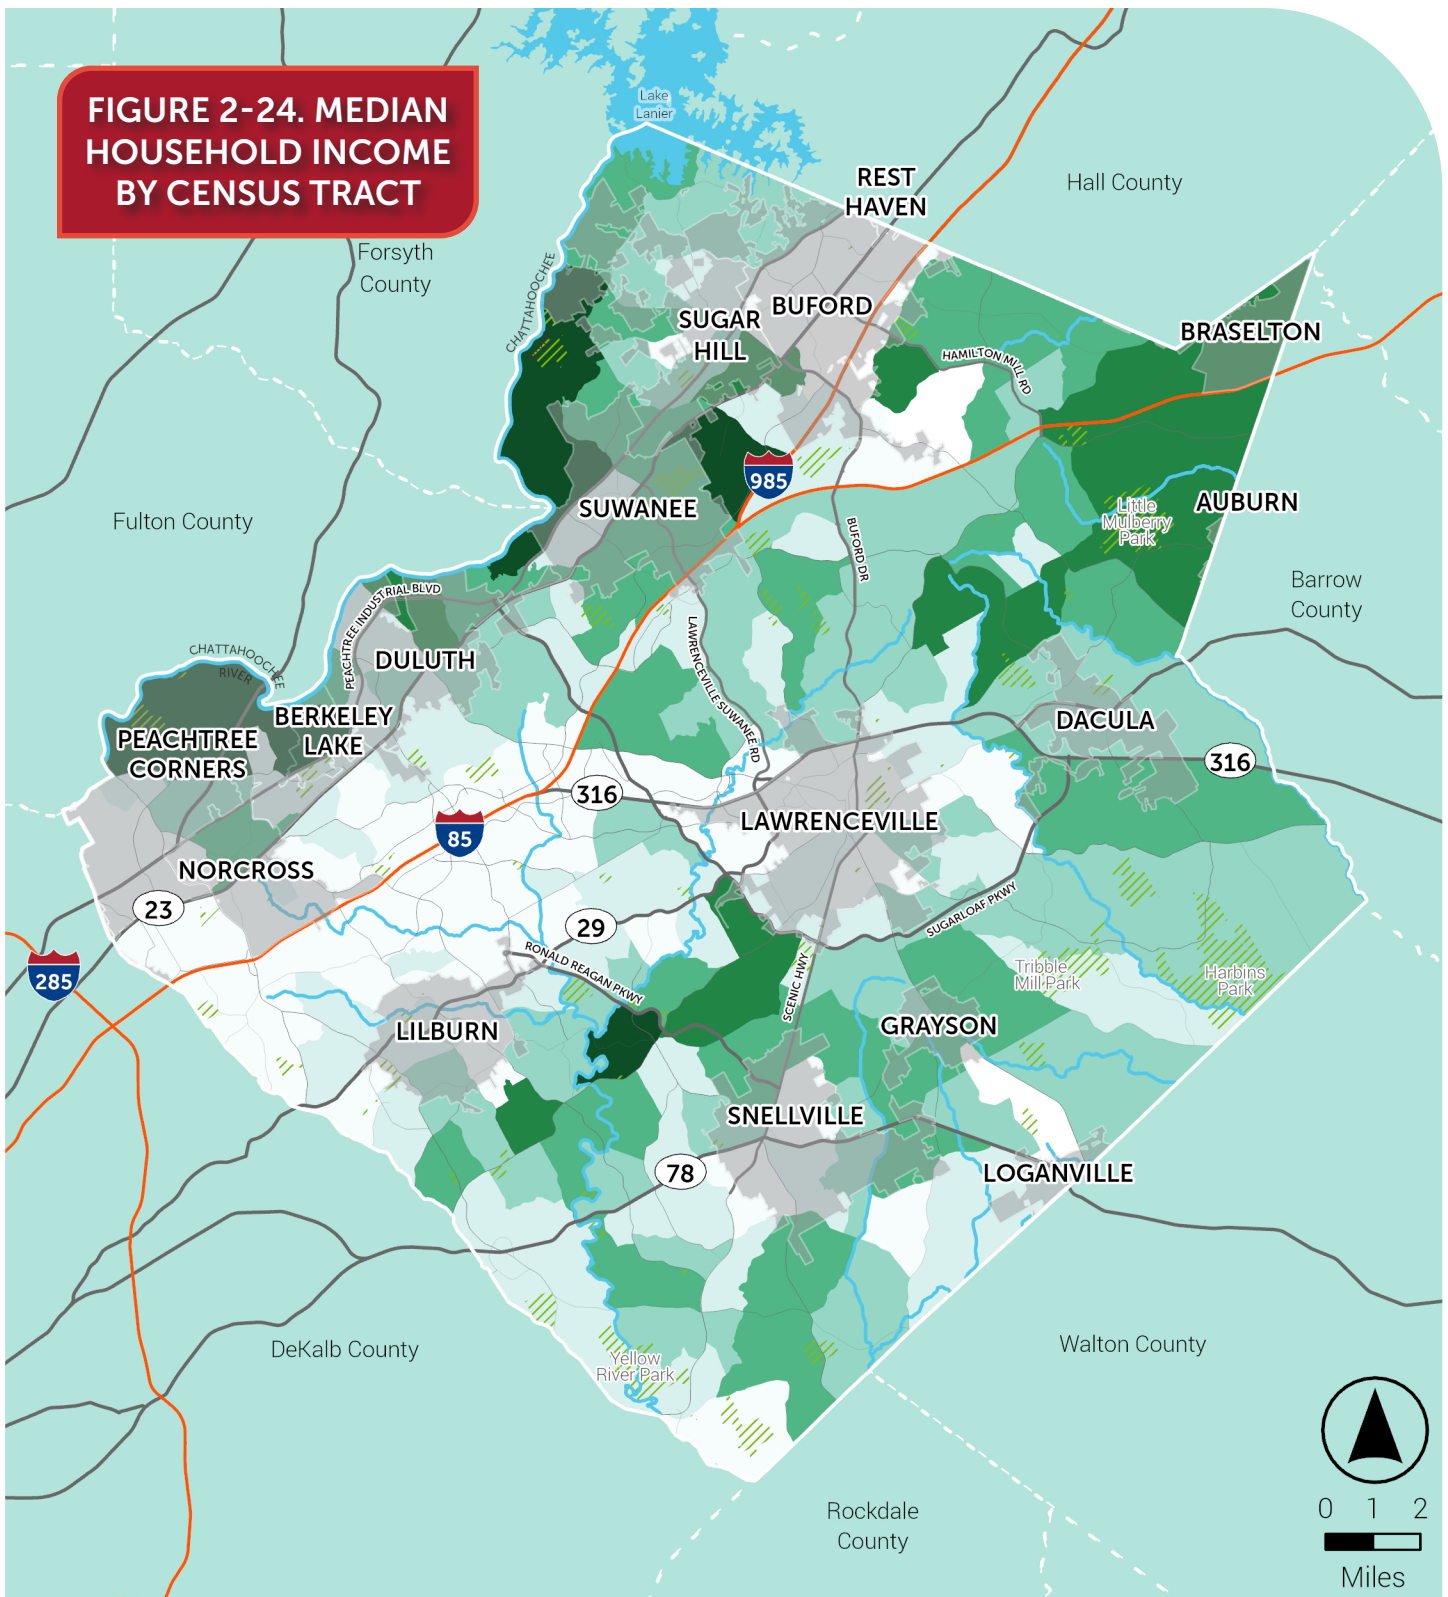 FIGURE 2-24. MEDIAN
HOUSEHOLD INCOME
BY CENSUS TRACT
Lake
Lanier
REST
HAVEN
Hall County
Forsyth
County
CHATTAHOOCHEE
SUGAR
HILL
BUFORD
BRASELTON
HAMILTON MILL RD
985
SUWANEE
AUBURN
Little
Mulberry
Park
Fulton County
BUFORD DR
Barrow
County
PEACHTREE INDUSTRIAL BLVD
LAWRENCEVILLE SUWANEE RD
CHATTAHOOCHEE
RIVER
DULUTH
BERKELEY
LAKE
PEACHTREE
CORNERS
DACULA
316
316
85
LAWRENCEVILLE
NORCROSS
23
29
SUGARLOAF PKWY
RONALD REAGAN PKWY
285
SCENIC HWY
Tribble
Mill Park
Harbins
Park
LILBURN
GRAYSON
SNELLVILLE
78
LOGANVILLE
DeKalb County
Yellow
River Park
Walton County
Rockdale
County
0 1 2
Miles